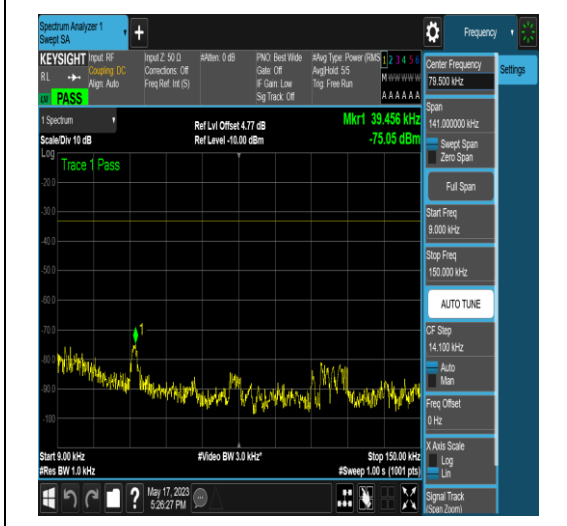 Spectrum Analyzer 1
Swept SA
+
Frequency
KEYSIGHT
Input: RF
Coupling: DC
Align: Auto
Input Z: 50 Ω
Corrections: Off
Freq Ref: Int (S)
#Atten: 0 dB
PNO: Best Wide
Gate: Off
IF Gain: Low
Sig Track: Off
#Avg Type: Power (RMS
Avg|Hold: 5/5
Trig: Free Run
1 2 3 4 5 6
M W W W W W
A A A A A A
RL
PASS
1 Spectrum
Scale/Div 10 dB
Log
Ref Lvl Offset 4.77 dB
Ref Level -10.00 dBm
Mkr1 39.456 kHz
-75.05 dBm
Trace 1 Pass
-20.0
-30.0
-40.0
-50.0
-60.0
-70.0
-80.0
-90.0
-100
1
Start 9.00 kHz
#Res BW 1.0 kHz
#Video BW 3.0 kHz*
Stop 150.00 kHz
#Sweep 1.00 s (1001 pts)
May 17, 2023
5:26:27 PM
?
Center Frequency
79.500 kHz
Settings
Span
141.000000 kHz
Swept Span
Zero Span
Full Span
Start Freq
9.000 kHz
Stop Freq
150.000 kHz
AUTO TUNE
CF Step
14.100 kHz
Auto
Man
Freq Offset
0 Hz
X Axis Scale
Log
Lin
Signal Track
(Span Zoom)